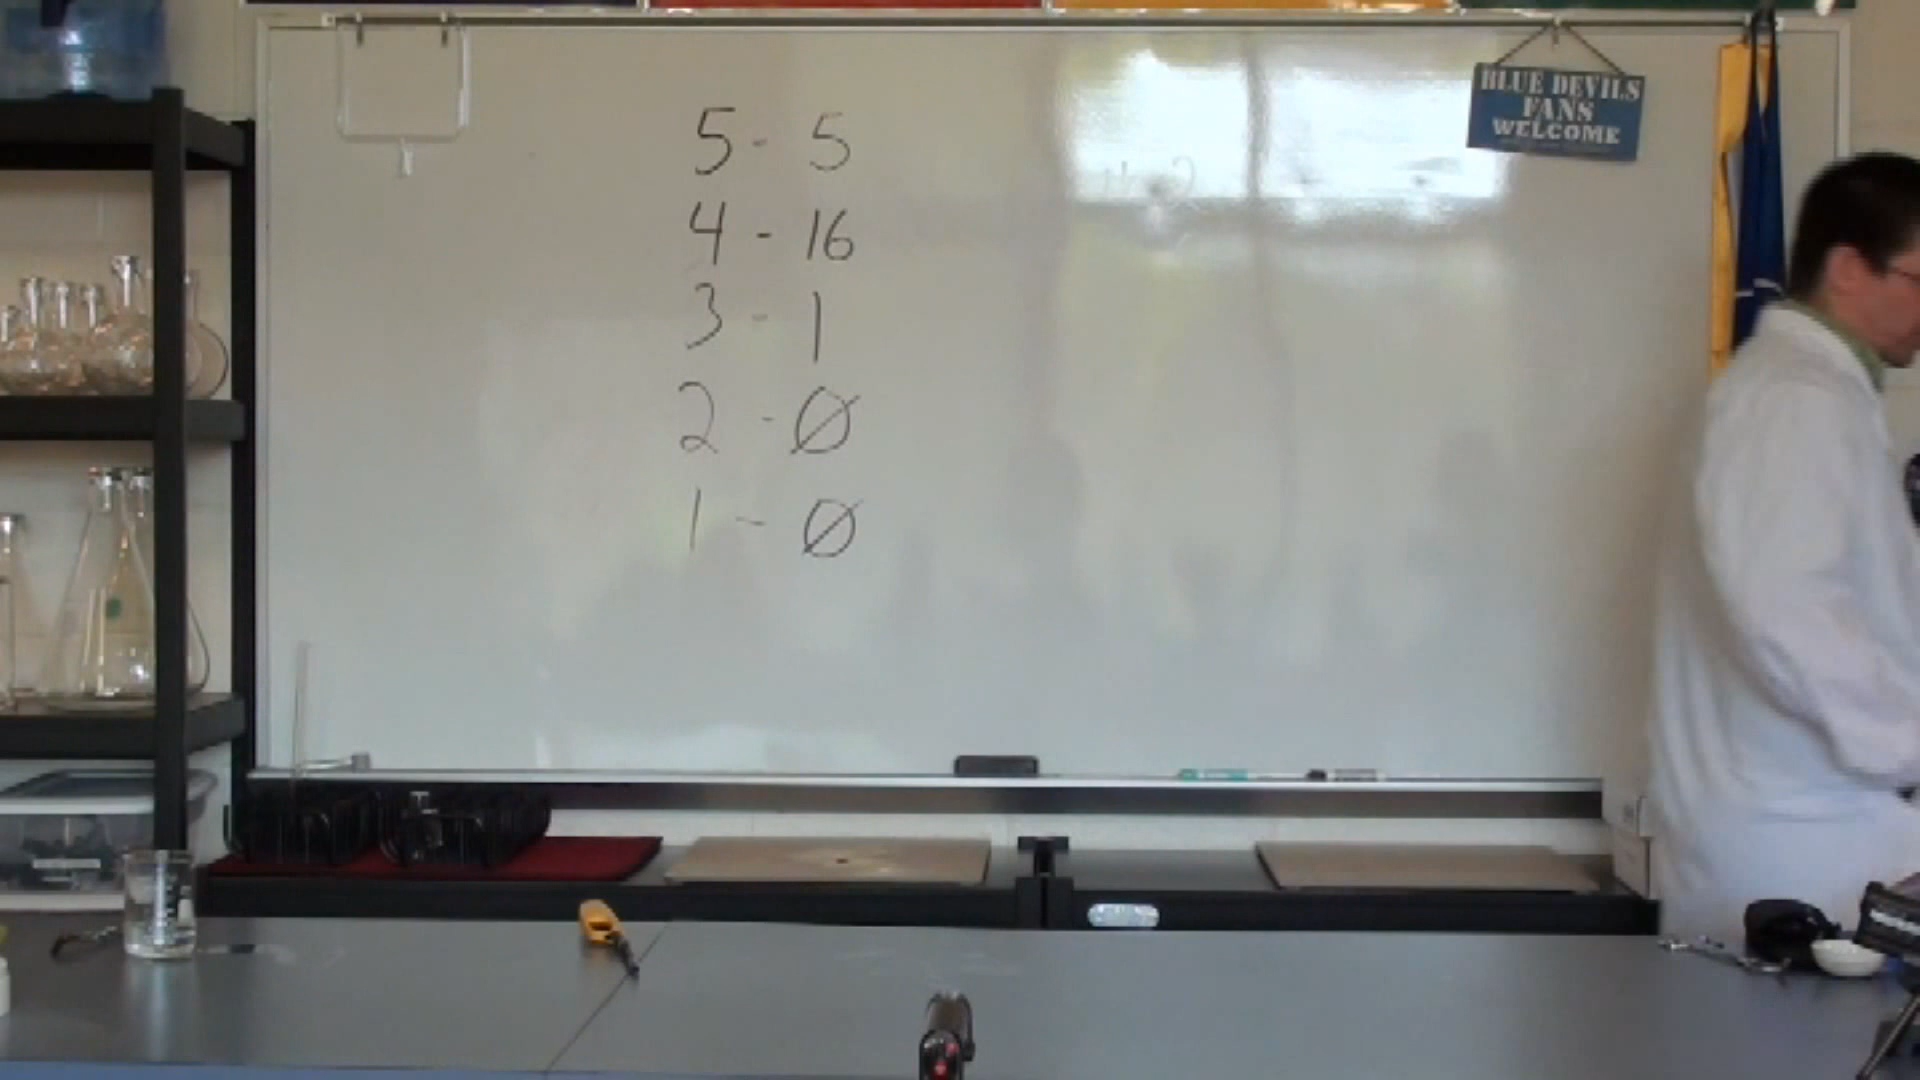 5 - 5
4 - 16
3 - 1
2 - Ø
1 - Ø
BLUE DEVILS
FANS
WELCOME